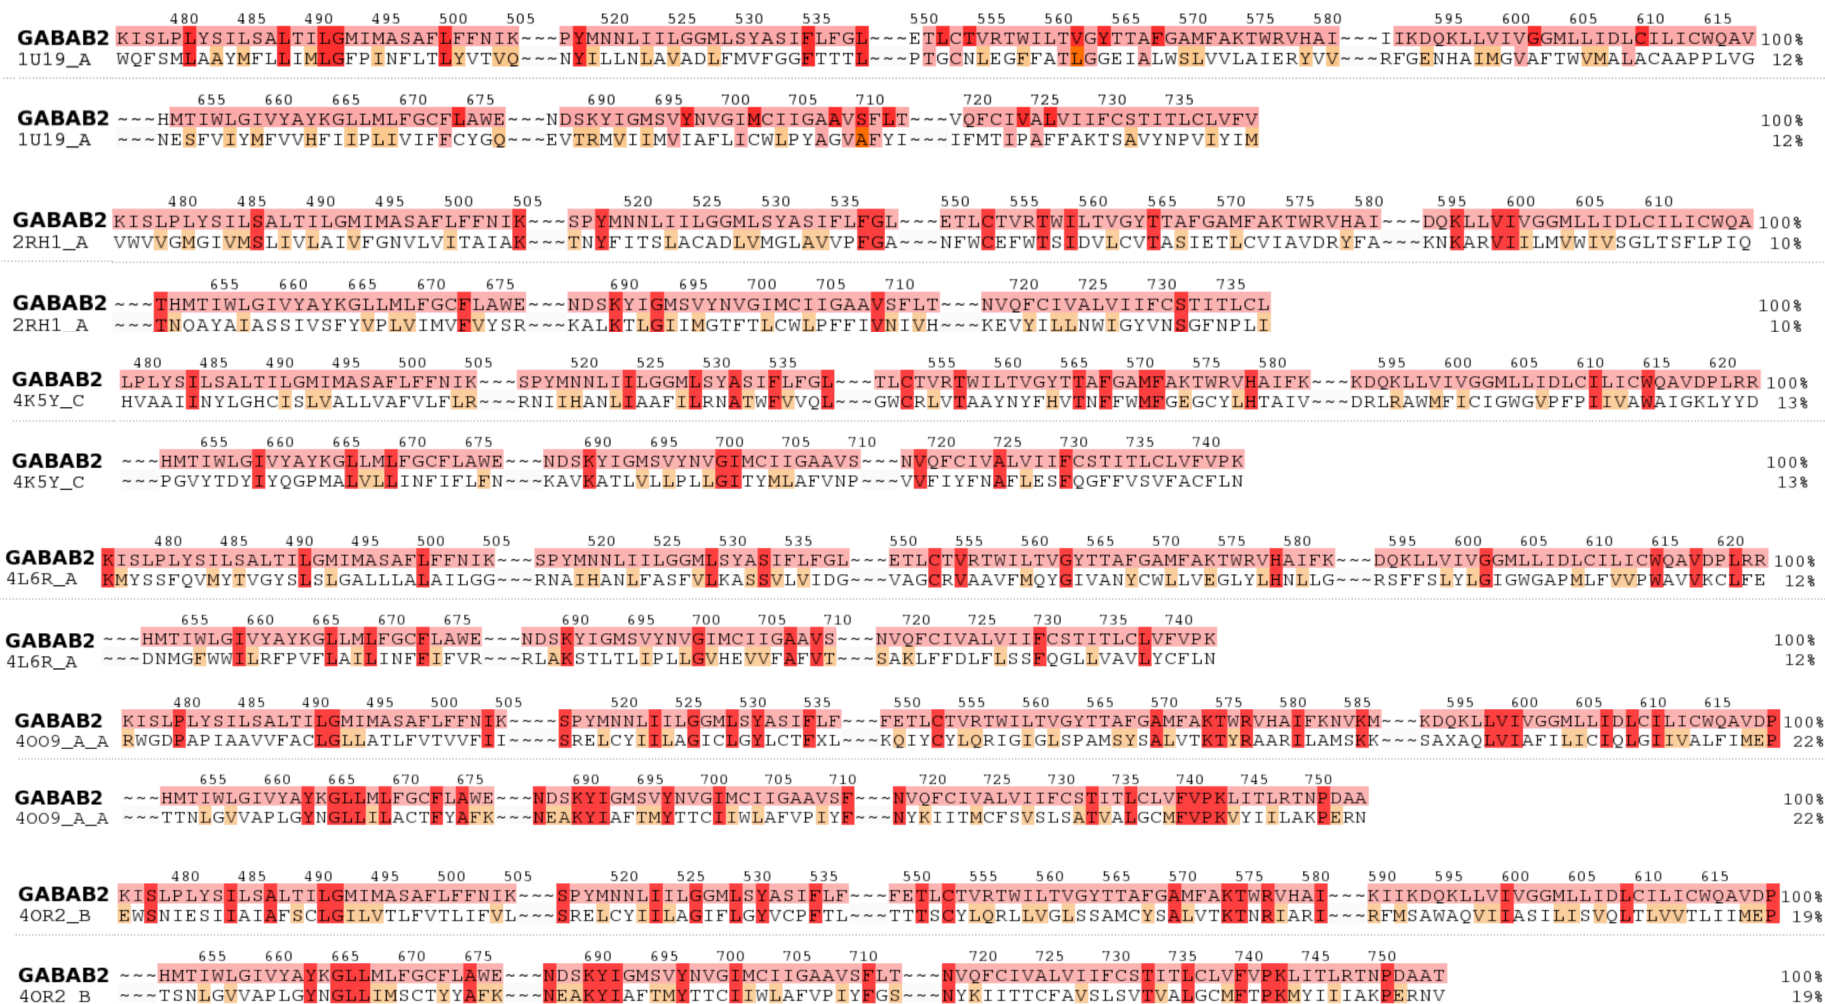 480 485 490 495 500 505 520 525 530 535 550 555 560 565 570 575 580 595 600 605 610 615
GABAB2 KISLPLYSILSALTILGMIMASAFLFFNIK~~~PYMNNLIILGGMLSYASIFLFGL~~~ETLCTVRTWILTVGYTTAFGAMFAKTWRVHAI~~~IIKDQKLLVIVGGMLLIDLCILICWQAV 100%
1U19_A WQFSMLAAYMFLLIMLGFPINFLTLYVTVQ~~~NYILLNLAVADLFMVFGGFTTTL~~~PTGCNLEGFFATLGGEIALWSLVVLAIERYVV~~~RFGENHAIMGVAFTWVMALACAAPPLVG 12%
655 660 665 670 675 690 695 700 705 710 720 725 730 735
GABAB2 ~~~HMTIWLGIVYAYKGLLMLFGCFLAWE~~~NDSKYIGMSVYNVGIMCIIGAAVSFLT~~~VQFCIVALVIIFCSTITLCLVFV 100%
1U19_A ~~~NESFVIYMFVVHFIIPLIVIFFCYGQ~~~EVTRMVIIMVIAFLICWLPYAGVAFYI~~~IFMTIPAFFAKTSAVYNPVIYIM 12%
480 485 490 495 500 505 520 525 530 535 550 555 560 565 570 575 580 595 600 605 610
GABAB2 KISLPLYSILSALTILGMIMASAFLFFNIK~~~SPYMNNLIILGGMLSYASIFLFGL~~~ETLCTVRTWILTVGYTTAFGAMFAKTWRVHAI~~~DQKLLVIVGGMLLIDLCILICWQA 100%
2RH1_A VWVVGMGIVMSLIVLAIVFGNVLVITAIAK~~~TNYFITSLACADLVMGLAVVPFGA~~~NFWCEFWTSIDVLCVTASIETLCVIAVDRYFA~~~KNKARVIIILMVWIVSGLTSFLPIQ 10%
655 660 665 670 675 690 695 700 705 710 720 725 730 735
GABAB2 ~~~THMTIWLGIVYAYKGLLMLFGCFLAWE~~~NDSKYIGMSVYNVGIMCIIGAAVSFLT~~~NVQFCIVALVIIFCSTITLCL 100%
2RH1_A ~~~TNQAYAIASSIVSFYVPLVIMVFVYSR~~~KALKTLGIIMGTFTLCWLPFFIVNIVH~~~KEVYILLNWIGYVNSGFNPLI 10%
480 485 490 495 500 505 520 525 530 535 555 560 565 570 575 580 595 600 605 610 615 620
GABAB2 LPLYSILSALTILGMIMASAFLFFNIK~~~SPYMNNLIILGGMLSYASIFLFGL~~~TLCTVRTWILTVGYTTAFGAMFAKTWRVHAIFK~~~KDQKLLVIVGGMLLIDLCILICWQAVDPLRR 100%
4K5Y_C HVAAIINYLGHCISLVALLVAFVLFLR~~~RNIIHANLIAAFILRNATWFVVQL~~~GWCRLVTAAYNYFHVTNFFWMFGEGCYLHTAIV~~~DRLRAWMFICIGWGVPFPIIVAWAIGKLYYD 13%
655 660 665 670 675 690 695 700 705 710 720 725 730 735 740
GABAB2 ~~~HMTIWLGIVYAYKGLLMLFGCFLAWE~~~NDSKYIGMSVYNVGIMCIIGAAVS~~~NVQFCIVALVIIFCSTITLCLVFVPK 100%
4K5Y_C ~~~PGVYTDYIYQGPMALVLLINFIFLFN~~~KAVKATLVLLPLLGITYMLAFVNP~~~VVFIYFNAFLESFQGFFVSVFACFLN 13%
480 485 490 495 500 505 520 525 530 535 550 555 560 565 570 575 580 595 600 605 610 615 620
GABAB2 KISLPLYSILSALTILGMIMASAFLFFNIK~~~SPYMNNLIILGGMLSYASIFLFGL~~~ETLCTVRTWILTVGYTTAFGAMFAKTWRVHAIFK~~~DQKLLVIVGGMLLIDLCILICWQAVDPLRR 100%
4L6R_A KMYSSFQVMYTVGYSLSLGALLLALAILGG~~~RNAIHANLFASFVLKASSVLVIDG~~~VAGCRVAAVFMQYGIVANYCWLLVEGLYLHNLLG~~~RSFFSLYLGIGWGAPMLFVVPWAVVKCLFE 12%
655 660 665 670 675 690 695 700 705 710 720 725 730 735 740
GABAB2 ~~~HMTIWLGIVYAYKGLLMLFGCFLAWE~~~NDSKYIGMSVYNVGIMCIIGAAVS~~~NVQFCIVALVIIFCSTITLCLVFVPK 100%
4L6R_A ~~~DNMGFWWILRFPVFLAILINFFIFVR~~~RLAKSTLTLIPLLGVHEVVFAFVT~~~SAKLFFDLFLSSFQGLLVAVLYCFLN 12%
480 485 490 495 500 505 520 525 530 535 550 555 560 565 570 575 580 585 595 600 605 610 615
GABAB2 KISLPLYSILSALTILGMIMASAFLFFNIK~~~~SPYMNNLIILGGMLSYASIFLF~~~FETLCTVRTWILTVGYTTAFGAMFAKTWRVHAIFKNVKM~~~KDQKLLVIVGGMLLIDLCILICWQAVDP 100%
4OO9_A_A RWGDPAPIAAVVFACLGLLATLFVTVVFII~~~~SRELCYIILAGICLGYLCTFXL~~~KQIYCYLQRIGIGLSPAMSYSALVTKTYRAARILAMSKK~~~SAXAQLVIAFILICIQLGIIVALFIMEP 22%
655 660 665 670 675 690 695 700 705 710 720 725 730 735 740 745 750
GABAB2 ~~~HMTIWLGIVYAYKGLLMLFGCFLAWE~~~NDSKYIGMSVYNVGIMCIIGAAVSF~~~NVQFCIVALVIIFCSTITLCLVFVPKLITLRTNPDAA 100%
4OO9_A_A ~~~TTNLGVVAPLGYNGLLILACTFYAFK~~~NEAKYIAFTMYTTCIIWLAFVPIYF~~~NYKIITMCFSVSLSATVALGCMFVPKVYIILAKPERN 22%
480 485 490 495 500 505 520 525 530 535 550 555 560 565 570 575 580 590 595 600 605 610 615
GABAB2 KISLPLYSILSALTILGMIMASAFLFFNIK~~~SPYMNNLIILGGMLSYASIFLF~~~FETLCTVRTWILTVGYTTAFGAMFAKTWRVHAI~~~KIIKDQKLLVIVGGMLLIDLCILICWQAVDP 100%
4OR2_B EWSNIESIIAIAFSCLGILVTLFVTLIFVL~~~SRELCYIILAGIFLGYVCPFTL~~~TTTSCYLQRLLVGLSSAMCYSALVTKTNRIARI~~~RFMSAWAQVIIASILISVQLTLVVTLIIMEP 19%
655 660 665 670 675 690 695 700 705 710 720 725 730 735 740 745 750
GABAB2 ~~~HMTIWLGIVYAYKGLLMLFGCFLAWE~~~NDSKYIGMSVYNVGIMCIIGAAVSFLT~~~NVQFCIVALVIIFCSTITLCLVFVPKLITLRTNPDAAT 100%
4OR2_B ~~~TSNLGVVAPLGYNGLLIMSCTYYAFK~~~NEAKYIAFTMYTTCIIWLAFVPIYFGS~~~NYKIITTCFAVSLSVTVALGCMFTPKMYIIIAKPERNV 19%